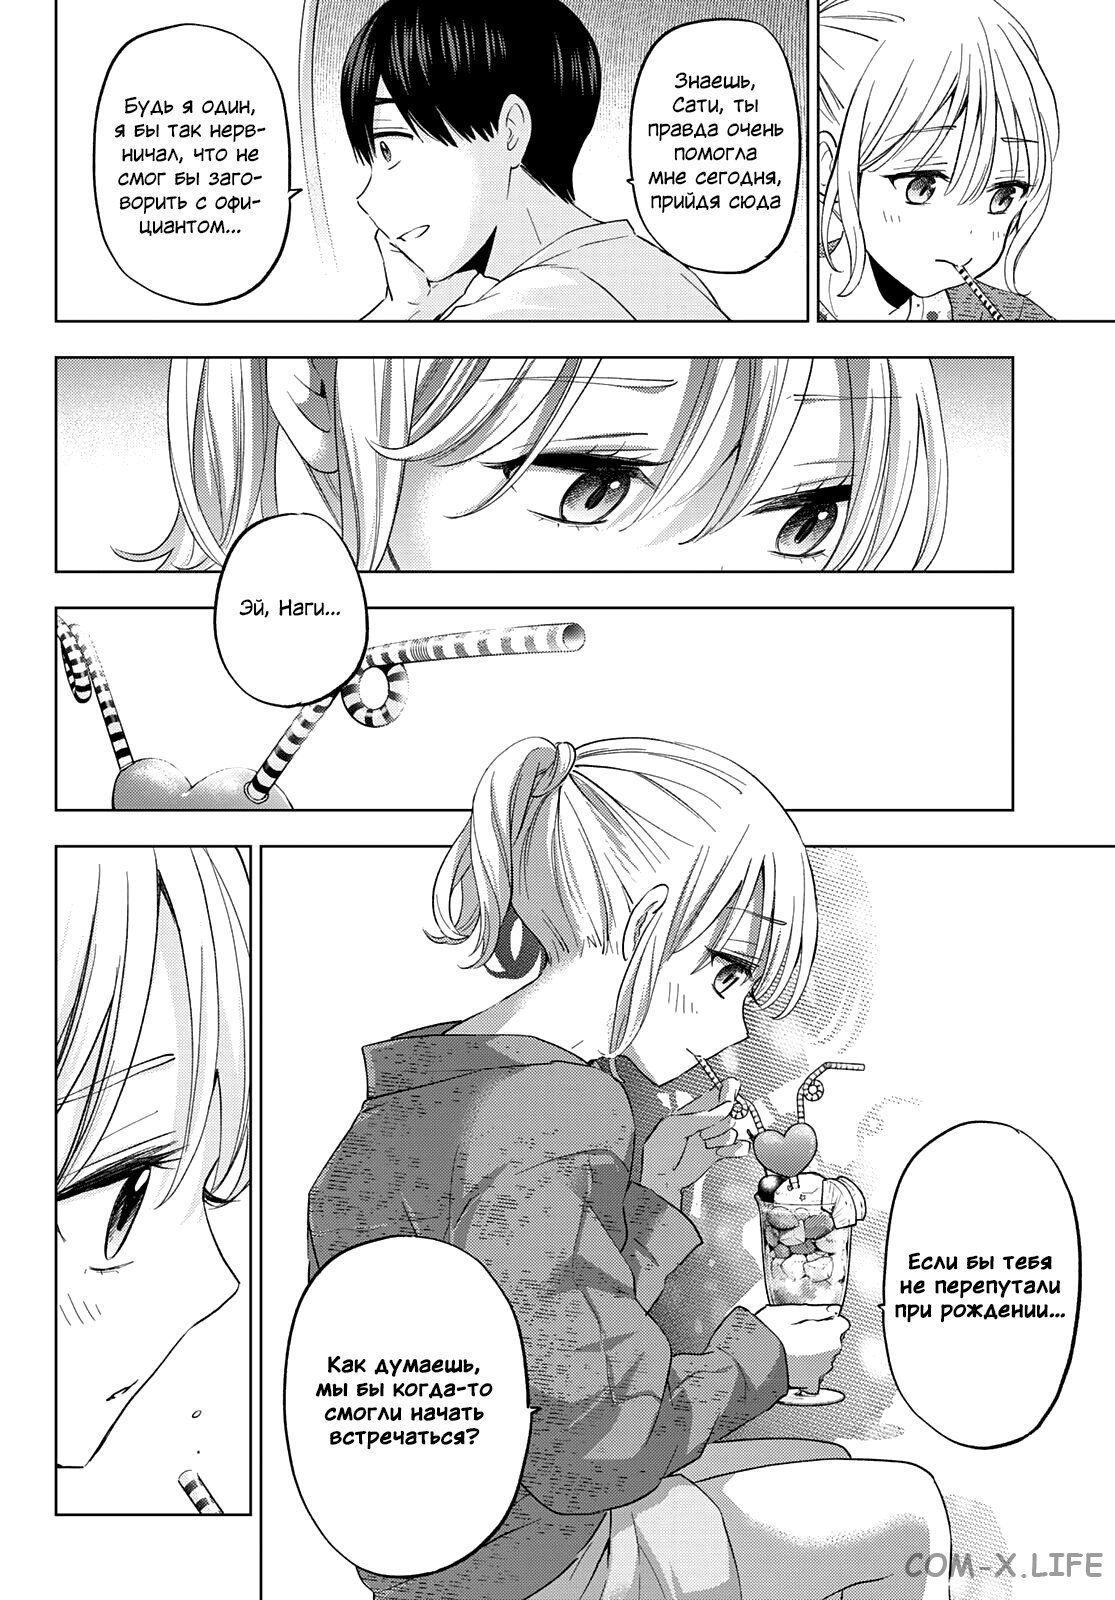 Знаешь,
Сати, ты
правда очень
помогла
мне сегодня,
прийдя сюда
Будь я один,
я бы так нерв-
ничал, что не
смог бы заго-
ворить с офи-
циантом...
Эй, Наги...
Если бы тебя
не перепутали
при рождении...
Как думаешь,
мы бы когда-то
смогли начать
встречаться?
COM-X.LIFE